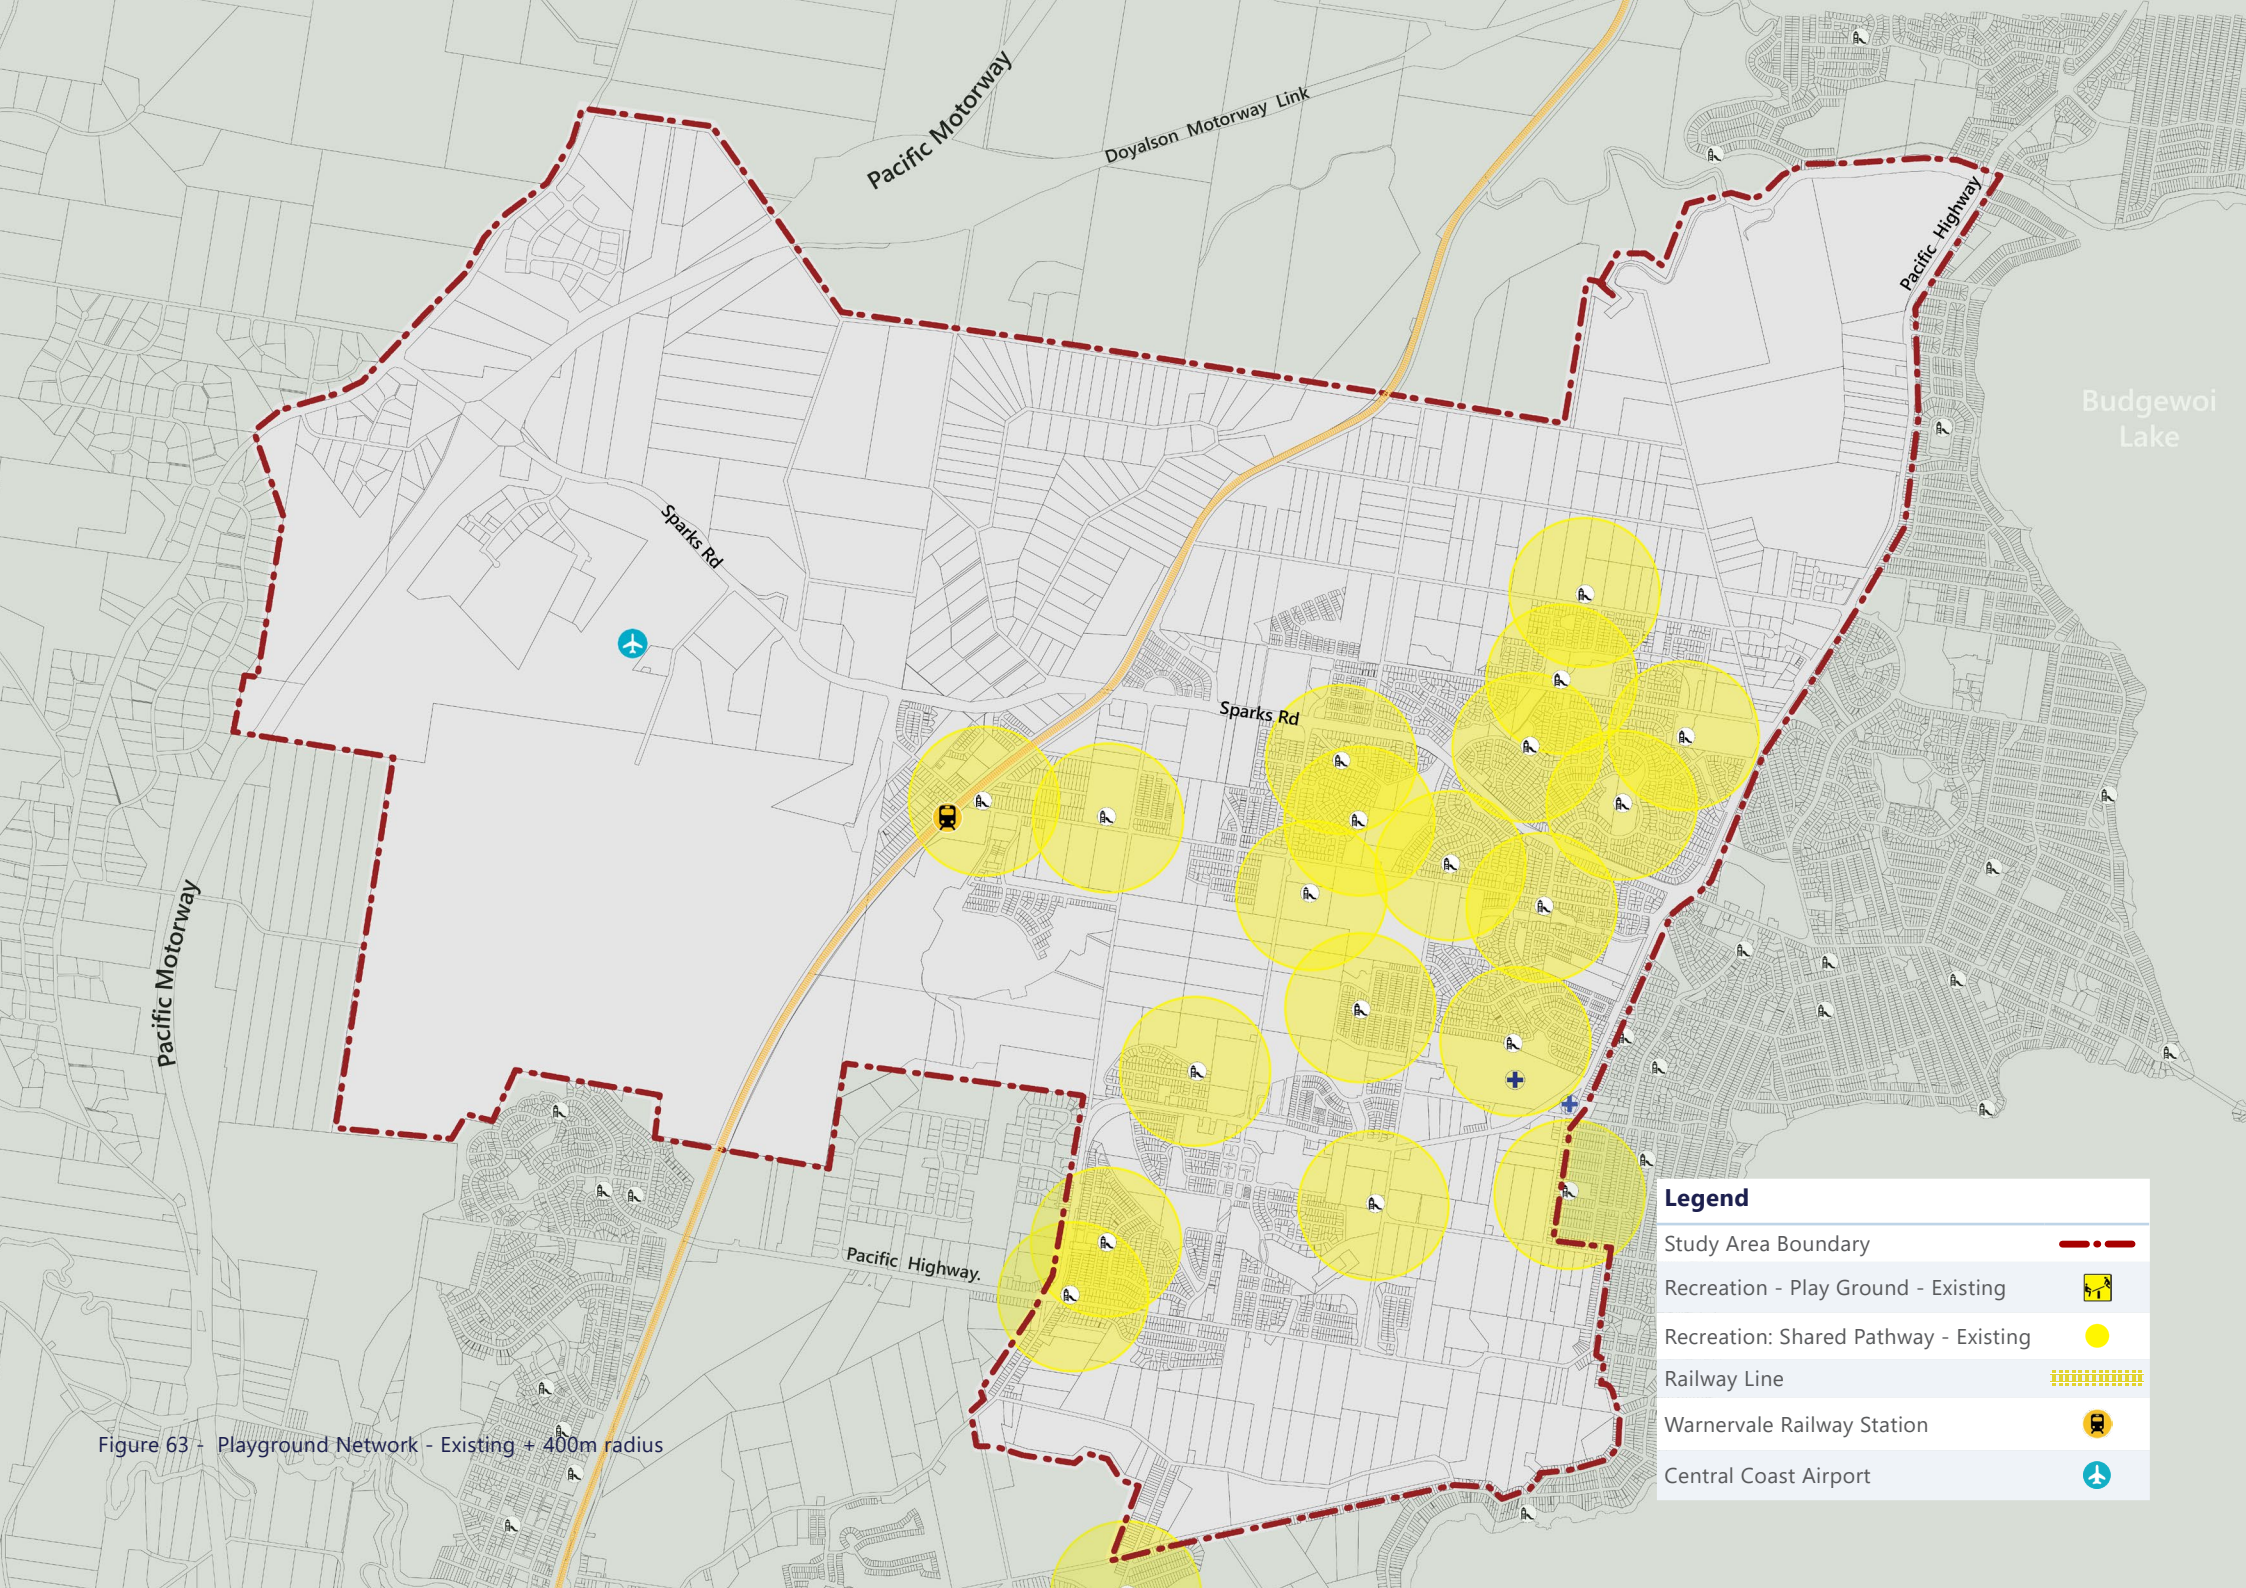 Pacific Motorway
Doyalson Motorway Link
Pacific Highway
Budgewoi
Lake
Sparks Rd
Sparks Rd
Pacific Motorway
Pacific Highway.
Legend
Study Area Boundary
Recreation - Play Ground - Existing
Recreation: Shared Pathway - Existing
Railway Line
Warnervale Railway Station
Central Coast Airport
Figure 63 - Playground Network - Existing + 400m radius